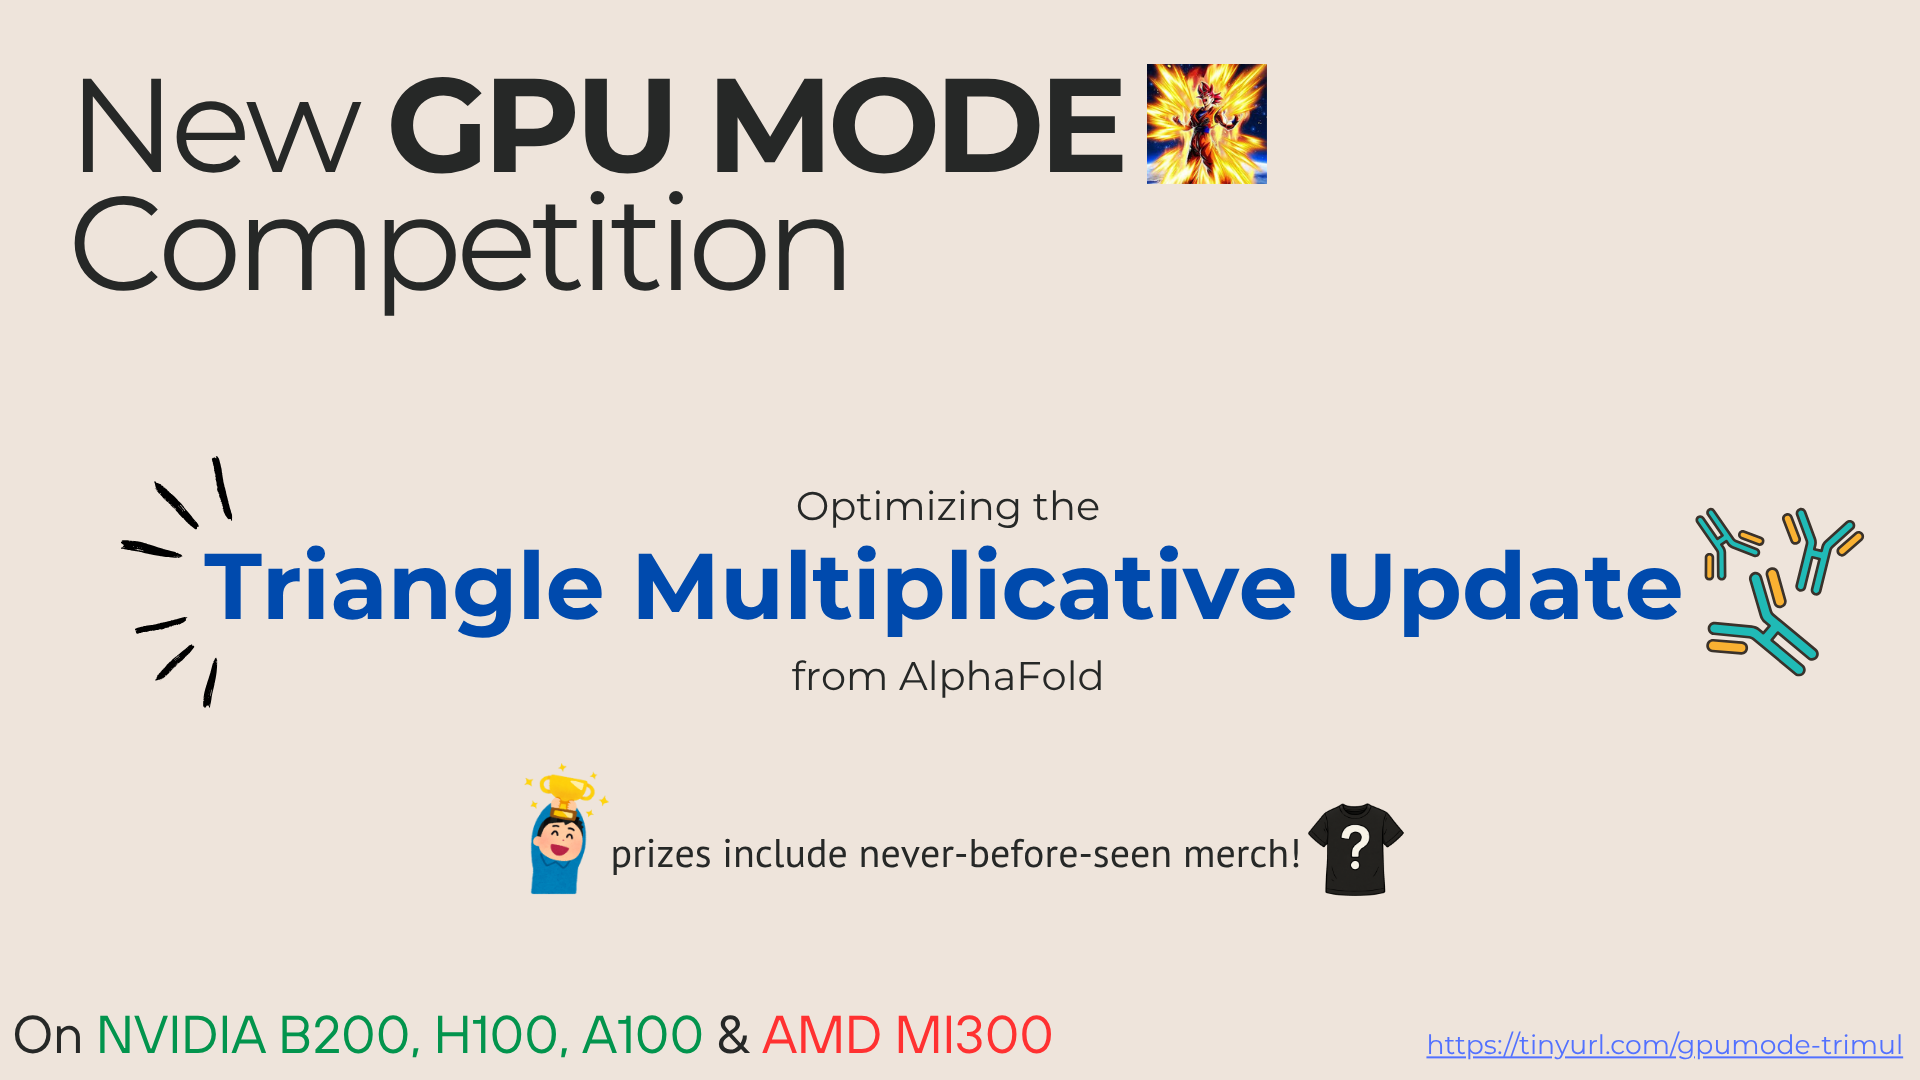 New GPU MODE
Competition
Optimizing the
Triangle Multiplicative Update
from AlphaFold
prizes include never-before-seen merch!
?
On NVIDIA B200, H100, A100 & AMD MI300
https://tinyurl.com/gpumode-trimul